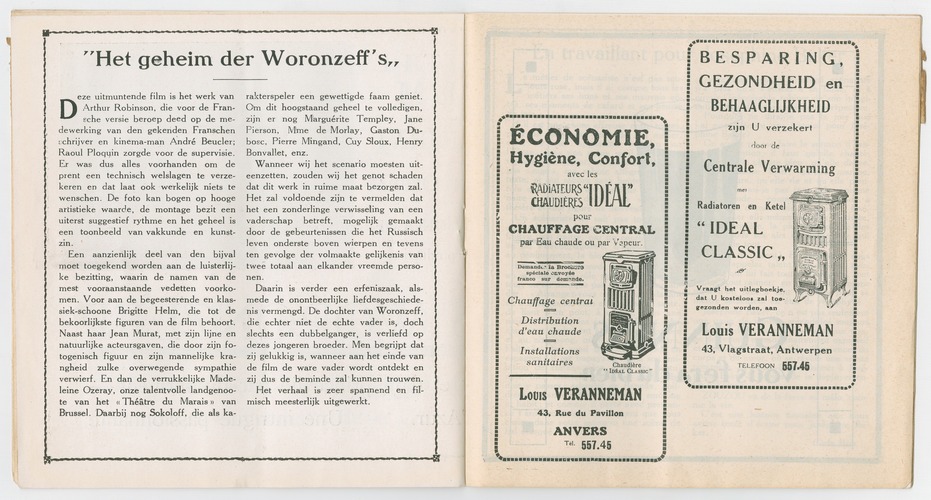 "Het geheim der Woronzeff's„
Deze uitmuntende film is het werk van
Arthur Robinson, die voor de Fran-
sche versie beroep deed op de me-
dewerking van den gekenden Franschen
schrijver en kinema-man André Beucler;
Raoul Ploquin zorgde voor de supervisie.
Er was dus alles voorhanden om de
prent een technisch welslagen te verze-
keren en dat laat ook werkelijk niets te
wenschen. De foto kan bogen op hooge
artistieke waarde, de montage bezit een
uiterst suggestief rythme en het geheel is
een toonbeeld van vakkunde en kunst-
zin.
Een aanzienlijk deel van den bijval
moet toegekend worden aan de luisterlij-
ke bezitting, waarin de namen van de
mest vooraanstaande vedetten voorko-
men. Voor aan de begeesterende en klas-
siek-schoone Brigitte Helm, die tot de
bekoorlijkste figuren van de film behoort.
Naast haar Jean Murat, met zijn lijne en
natuurlijke acteursgaven, die door zijn fo-
togenisch figuur en zijn mannelijke kra-
nigheid zulke overwegende sympathie
verwierf. En dan de verrukkelijke Made-
leine Ozeray, onze talentvolle landgenoo-
te van het « Théâtre du Marais » van
Brussel. Daarbij nog Sokoloff, die als ka-
rakterspeler een gewettigde faam geniet.
Om dit hoogstaand geheel te volledigen,
zijn er nog Marguérite Templey, Jane
Pierson, Mme de Morlay, Gaston Du-
bosc, Pierre Mingand, Cuy Sloux, Henry
Bonvallet, enz.
Wanneer wij het scenario moesten uit-
eenzetten, zouden wij het genot schaden
dat dit werk in ruime maat bezorgen zal.
Het zal voldoende zijn te vermelden dat
het een zonderlinge verwisseling van een
vaderschap betreft, mogelijk gemaakt
door de gebeurtenissen die het Russisch
leven onderste boven wierpen en tevens
ten gevolge der volmaakte gelijkenis van
twee totaal aan elkander vreemde perso-
nen.
Daarin is verder een erfeniszaak, als-
mede de onontbeerlijke liefdesgeschiede-
nis vermengd. De dochter van Woronzeff,
die echter niet de echte vader is, doch
slechts een dubbelganger, is verliefd op
dezes jongeren broeder. Men begrijpt dat
zij gelukkig is, wanneer aan het einde van
de film de ware vader wordt ontdekt en
zij dus de beminde zal kunnen trouwen.
Het verhaal is zeer spannend en fil-
misch meesterlijk uitgewerkt.
ÉCONOMIE,
Hygiène, Confort,
avec les
RADIATEURS "IDÉAL"
CHAUDIÈRES
pour
CHAUFFAGE CENTRAL
par Eau chaude ou par Vapeur.
Demandez la Brochure
spéciale envoyée
franco sur demande.
Chauffage central
Distribution
d'eau chaude
Installations
sanitaires
Chaudière
"IDEAL CLASSIC"
LOUIS VERANNEMAN
43, Rue du Pavillon
ANVERS
Tél. 557.45
BESPARING,
GEZONDHEID en
BEHAAGLIJKHEID
zijn U verzekert
door de
Centrale Verwarming
met
Radiatoren en Ketel
"IDEAL
CLASSIC„
Vraagt het uitlegboekje,
dat U kosteloos zal toe-
gezonden worden, aan
Louis VERANNEMAN
43, Vlagstraat, Antwerpen
TELEFOON 557.45